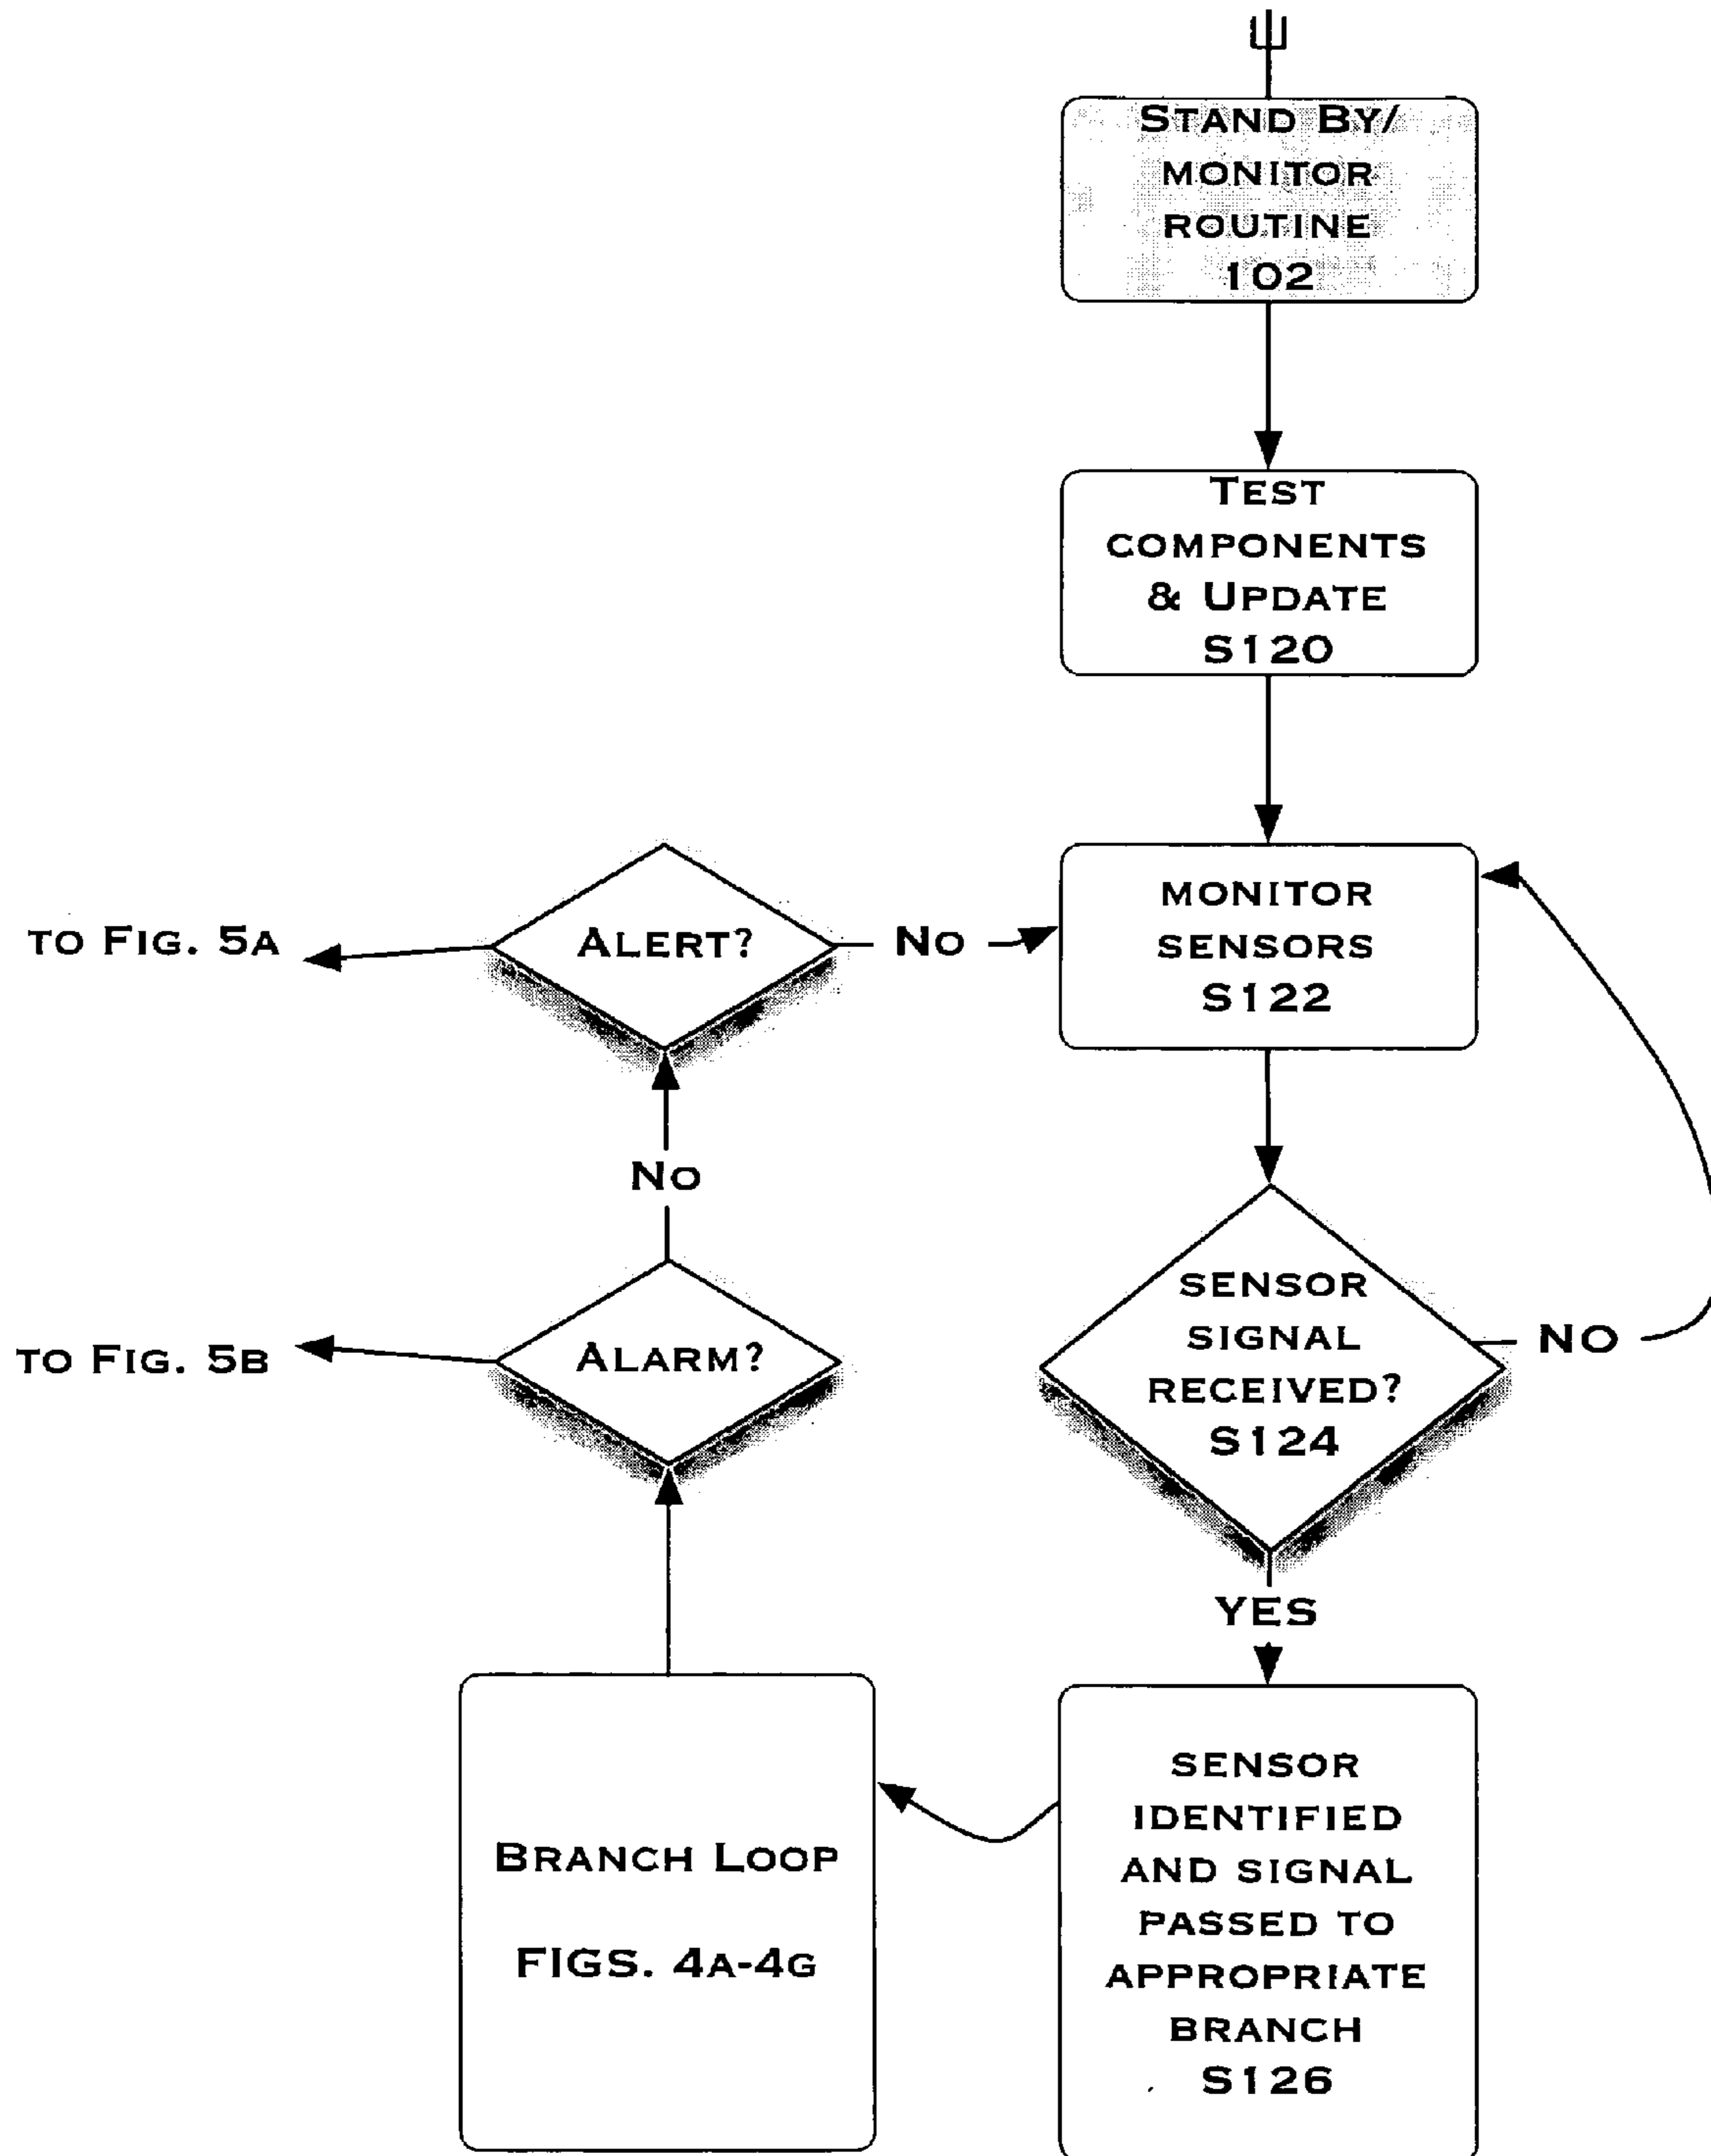 STAND BY/
MONITOR
ROUTINE
102
TEST
COMPONENTS
& UPDATE
S120
MONITOR
SENSORS
S122
ALERT?
NO
TO FIG. 5A
NO
SENSOR
SIGNAL
RECEIVED?
S124
NO
ALARM?
TO FIG. 5B
YES
SENSOR
IDENTIFIED
AND SIGNAL
PASSED TO
APPROPRIATE
BRANCH
S126
BRANCH LOOP
FIGS. 4A-4G